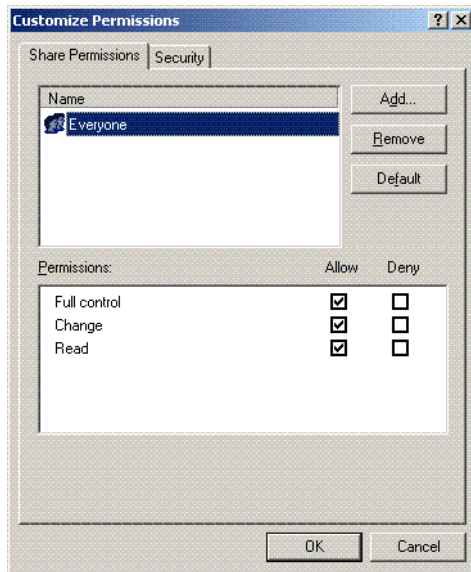 Customize Permissions
Share Permissions Security
Name
Everyone
Add...
Remove
Default
Permissions: Allow Deny
Full control
Change
Read
OK Cancel